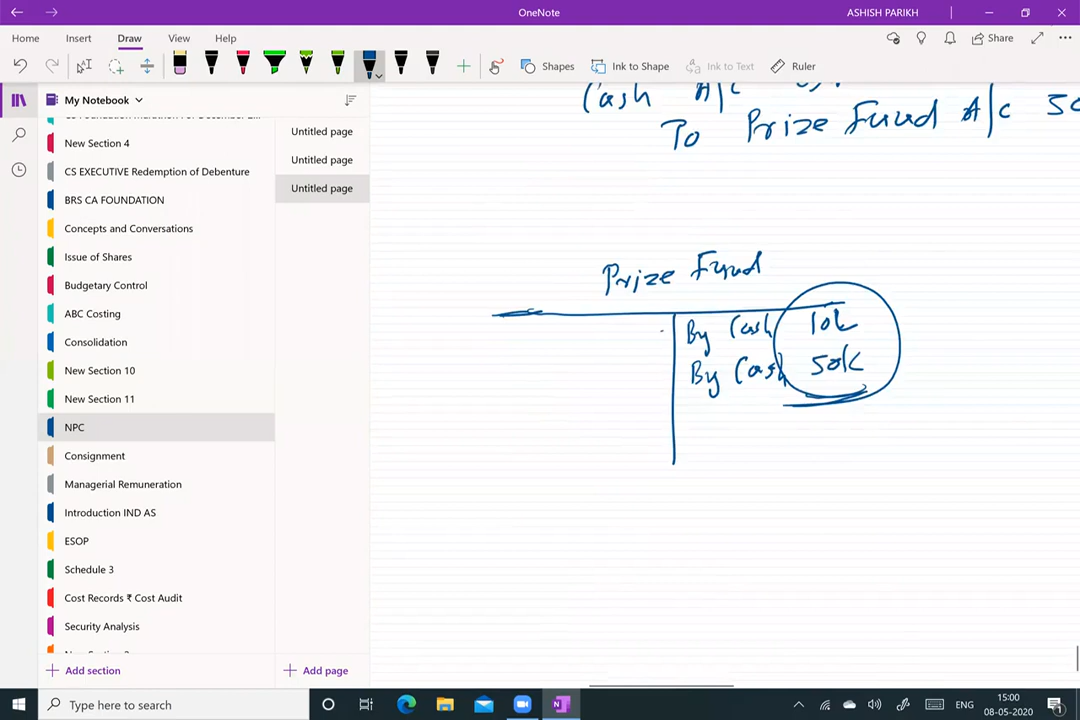 OneNote
ASHISH PARIKH
Home Insert Draw View Help
Share
Shapes
Ink to Shape
Ink to Text
Ruler
My Notebook
New Section 4
CS EXECUTIVE Redemption of Debenture
BRS CA FOUNDATION
Concepts and Conversations
Issue of Shares
Budgetary Control
ABC Costing
Consolidation
New Section 10
New Section 11
NPC
Consignment
Managerial Remuneration
Introduction IND AS
ESOP
Schedule 3
Cost Records ₹ Cost Audit
Security Analysis
Add section
Untitled page
Untitled page
Untitled page
Add page
Cash A/c
To Prize Fund A/c
Prize Fund
By Cash 10k
By Cash 50k
Type here to search
ENG
15:00
08-05-2020